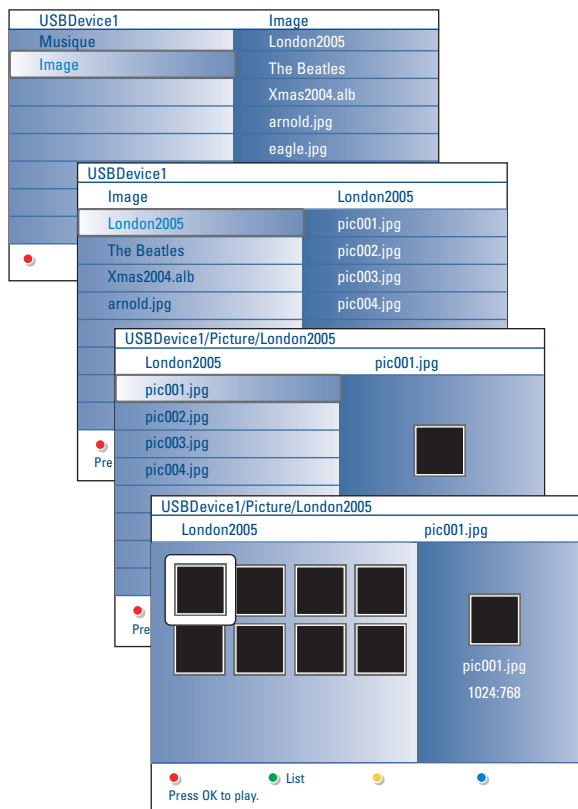 USBDevice1 Image
Musique London2005
Image The Beatles
Xmas2004.alb
arnold.jpg
eagle.jpg
USBDevice1
Image London2005
London2005 pic001.jpg
The Beatles pic002.jpg
Xmas2004.alb pic003.jpg
arnold.jpg pic004.jpg
Pre
USBDevice1/Picture/London2005
London2005 pic001.jpg
pic001.jpg
pic002.jpg
pic003.jpg
pic004.jpg
Pre
USBDevice1/Picture/London2005
London2005 pic001.jpg
pic001.jpg
1024:768
List
Press OK to play.